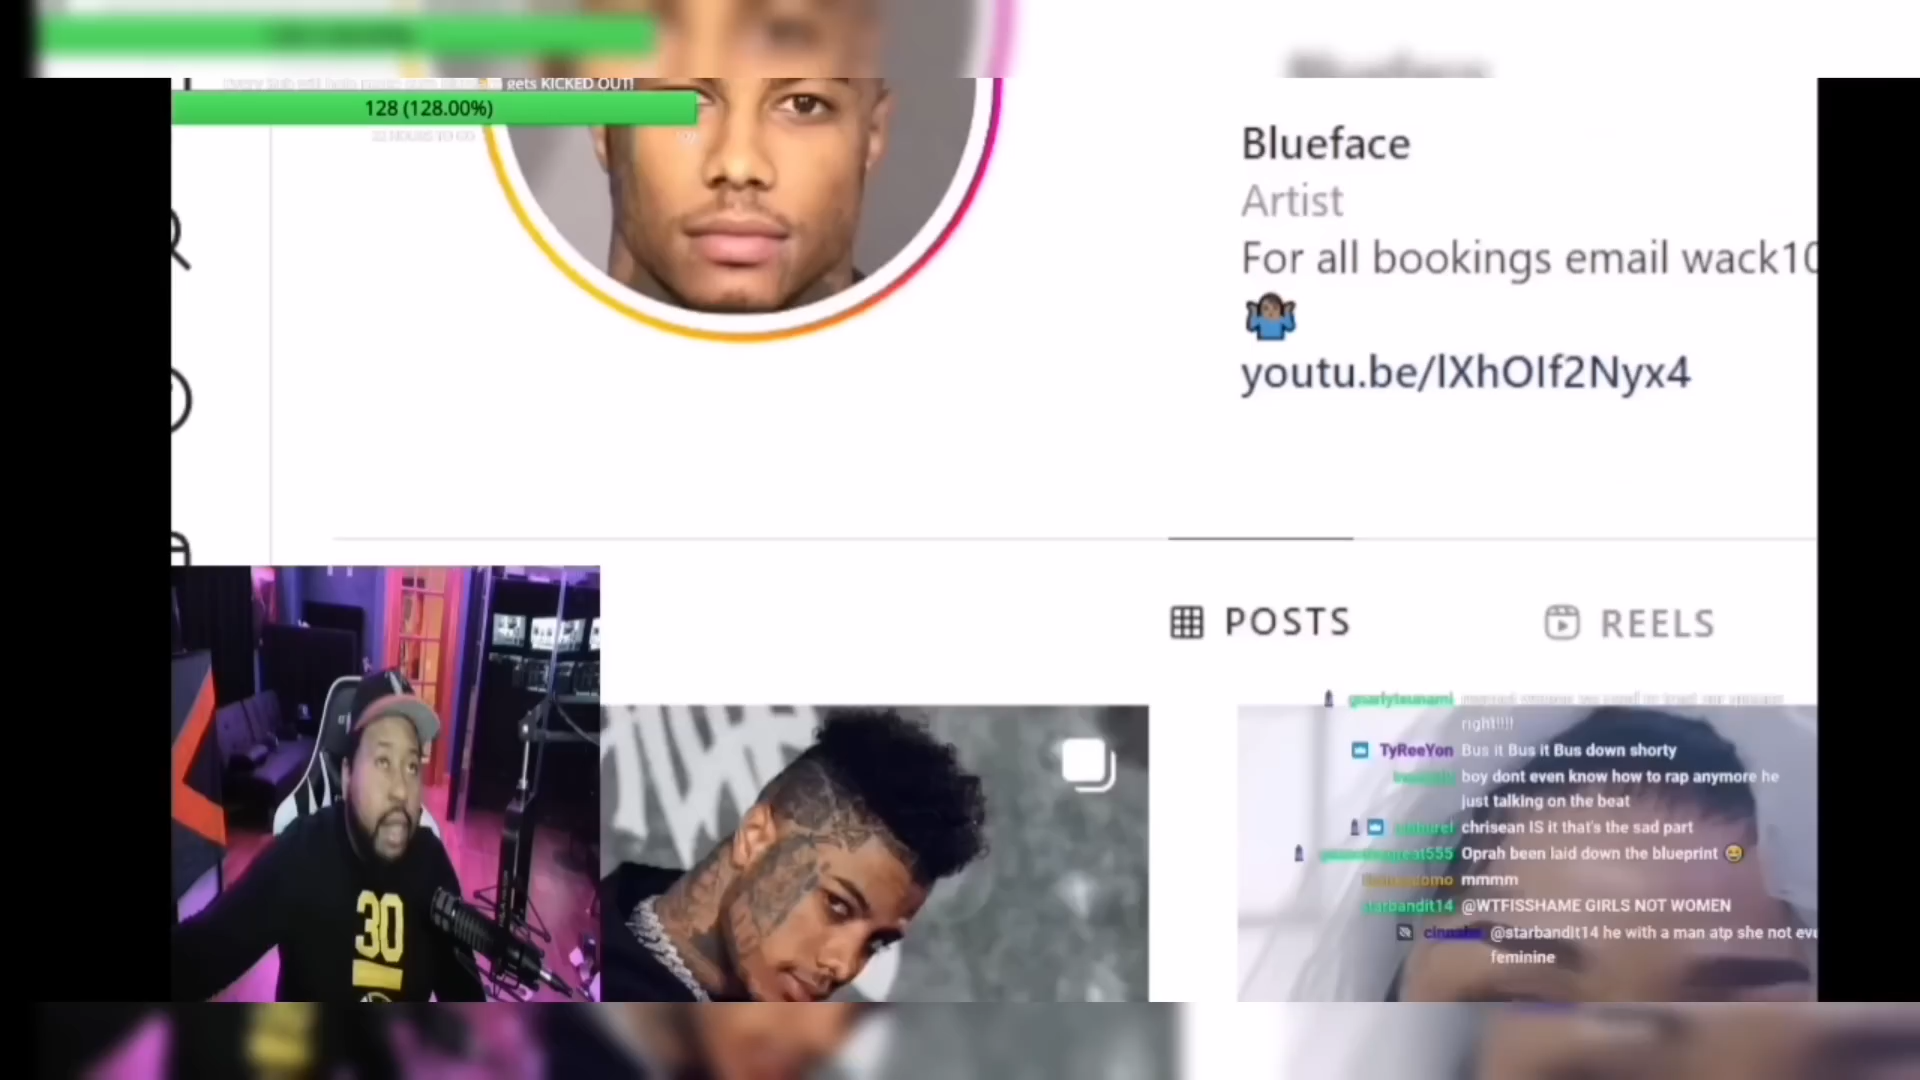 gets KICKED OUT!
128 (128.00%)
Blueface
Artist
For all bookings email wack10
youtu.be/lXhOIf2Nyx4
POSTS
REELS
gnarlytsunami
right!!!!
TyReeYon Bus it Bus it Bus down shorty
boy dont even know how to rap anymore he
just talking on the beat
chrisean IS it that's the sad part
Oprah been laid down the blueprint
mmmm
starbandit14 @WTFISSHAME GIRLS NOT WOMEN
@starbandit14 he with a man atp she not eve
feminine
30